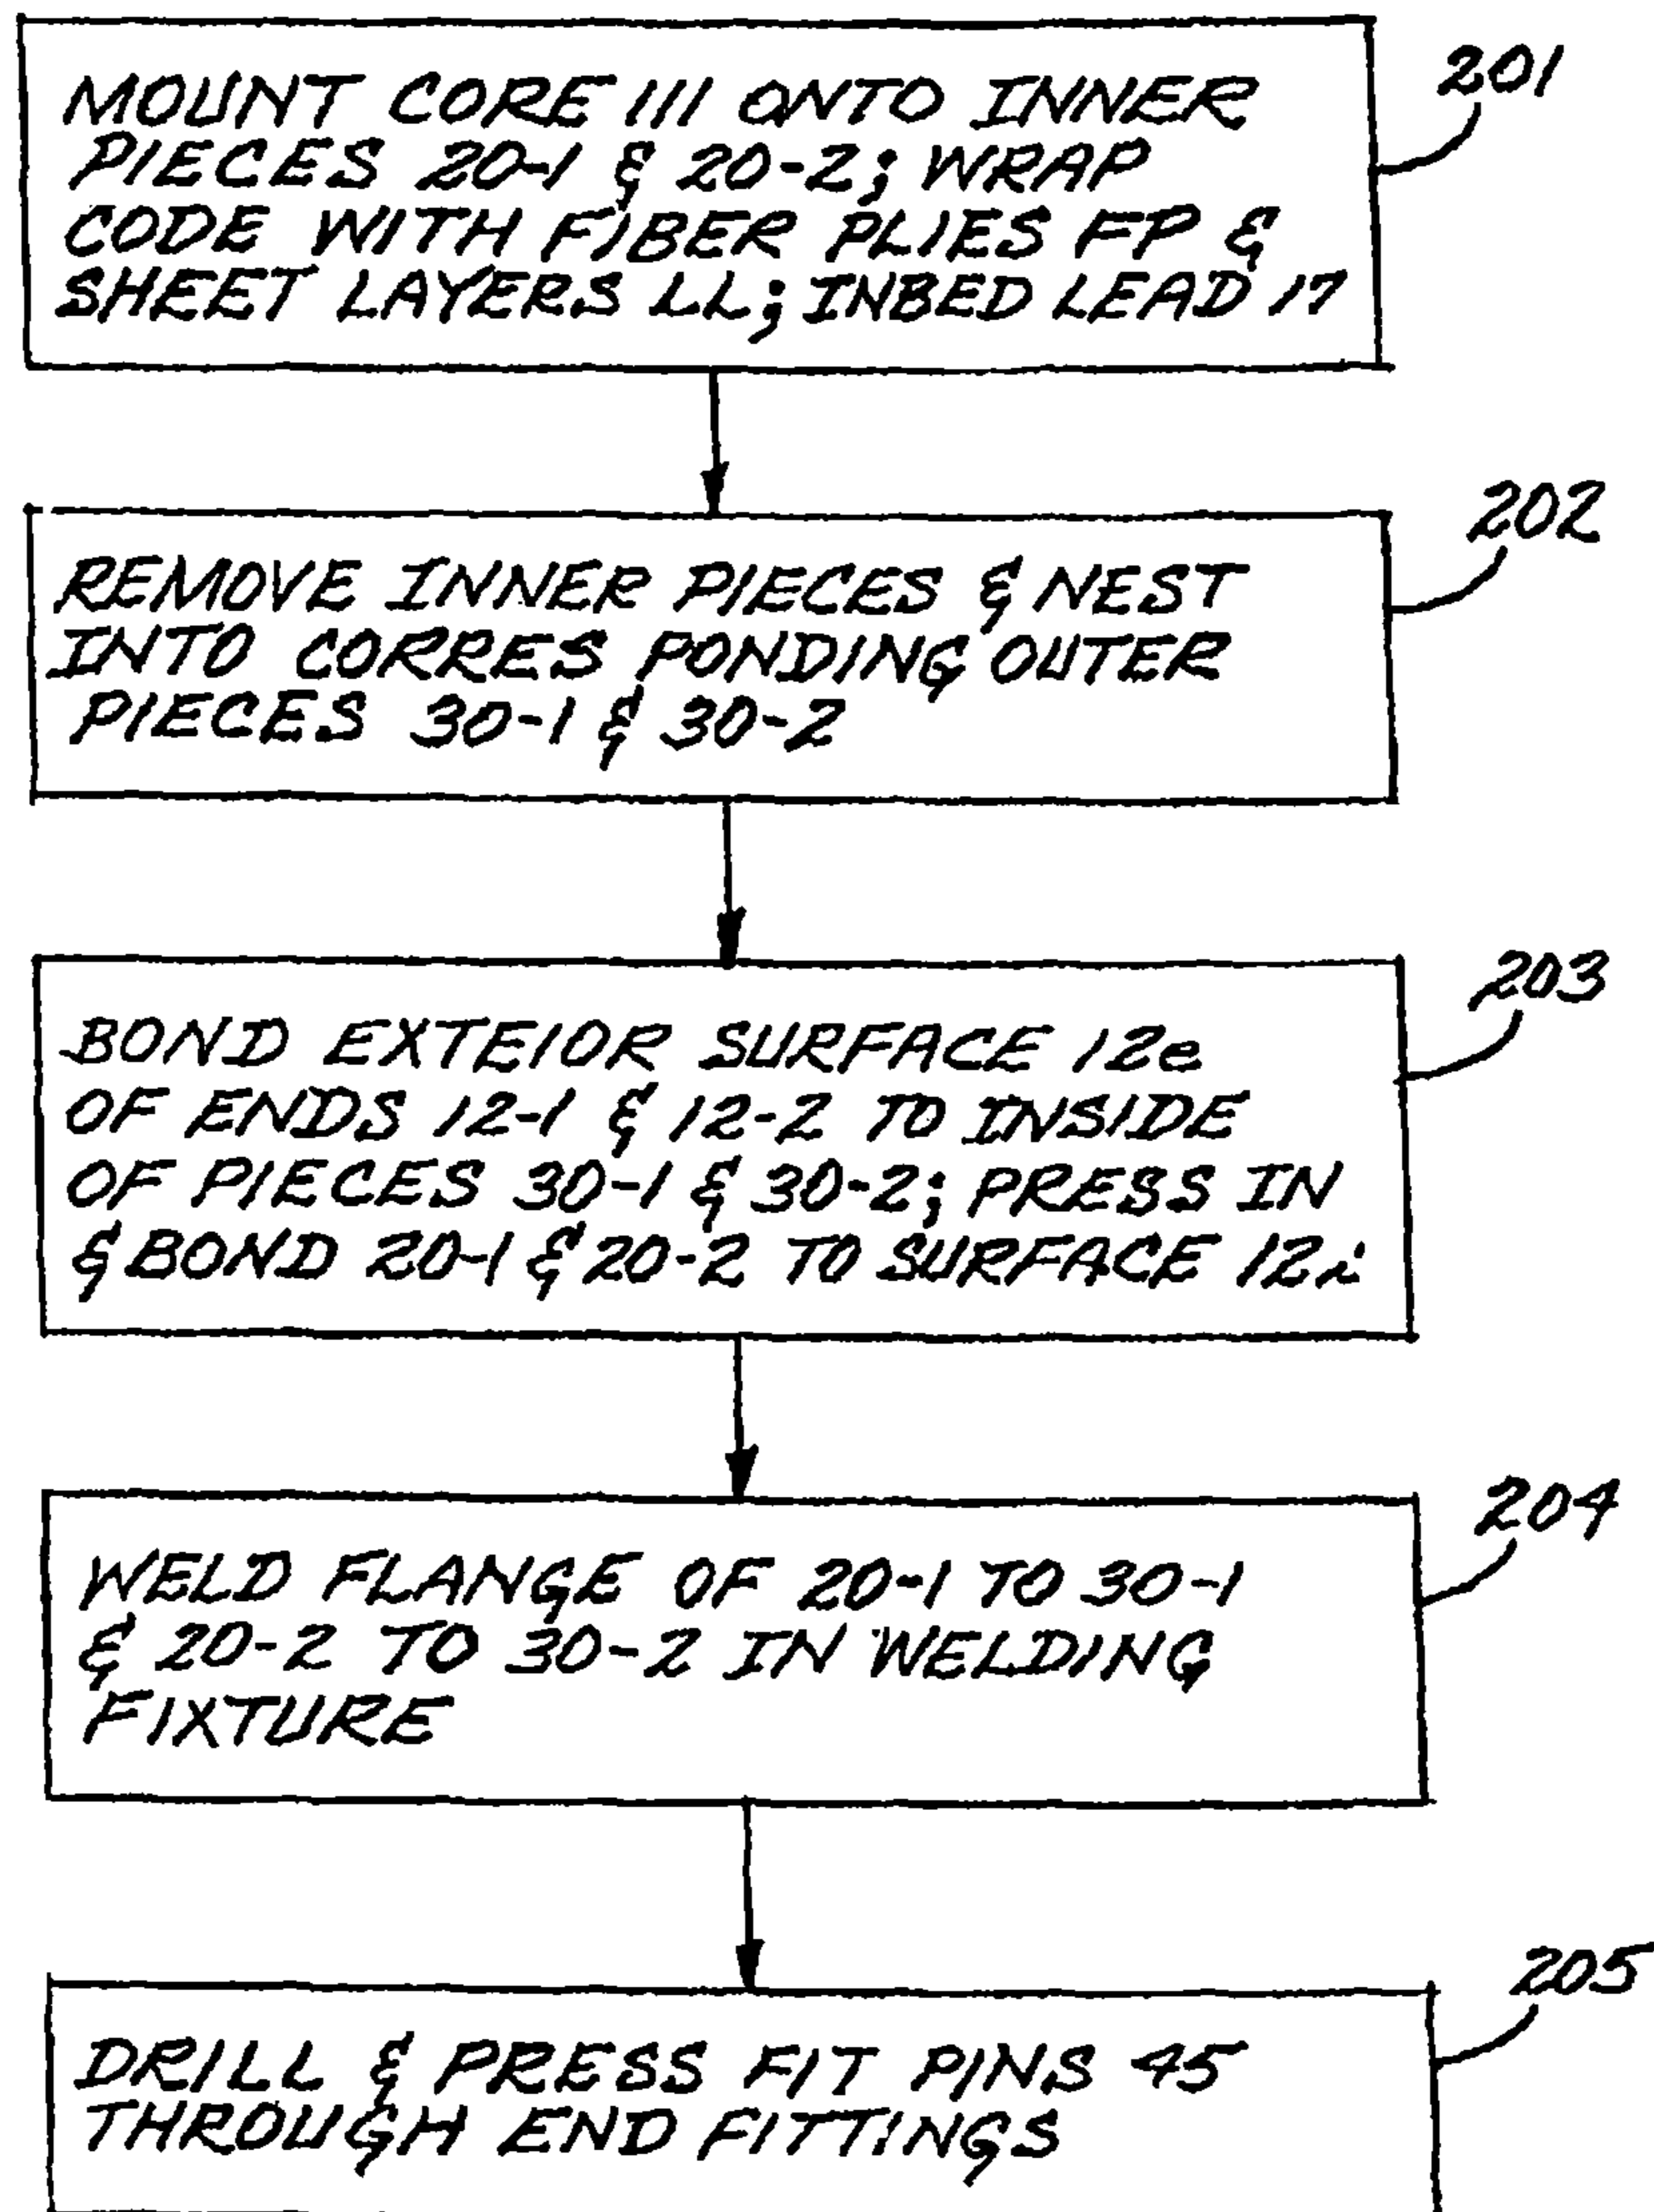 MOUNT CORE 111 ONTO INNER
PIECES 20-1 & 20-2; WRAP
CODE WITH FIBER PLIES FP &
SHEET LAYERS LL; INBED LEAD 17
201
REMOVE INNER PIECES & NEST
INTO CORRES PONDING OUTER
PIECES 30-1 & 30-2
202
BOND EXTEIOR SURFACE 12e
OF ENDS 12-1 & 12-2 TO INSIDE
OF PIECES 30-1 & 30-2; PRESS IN
& BOND 20-1 & 20-2 TO SURFACE 12i
203
WELD FLANGE OF 20-1 TO 30-1
& 20-2 TO 30-2 IN WELDING
FIXTURE
204
DRILL & PRESS FIT PINS 45
THROUGH END FITTINGS
205